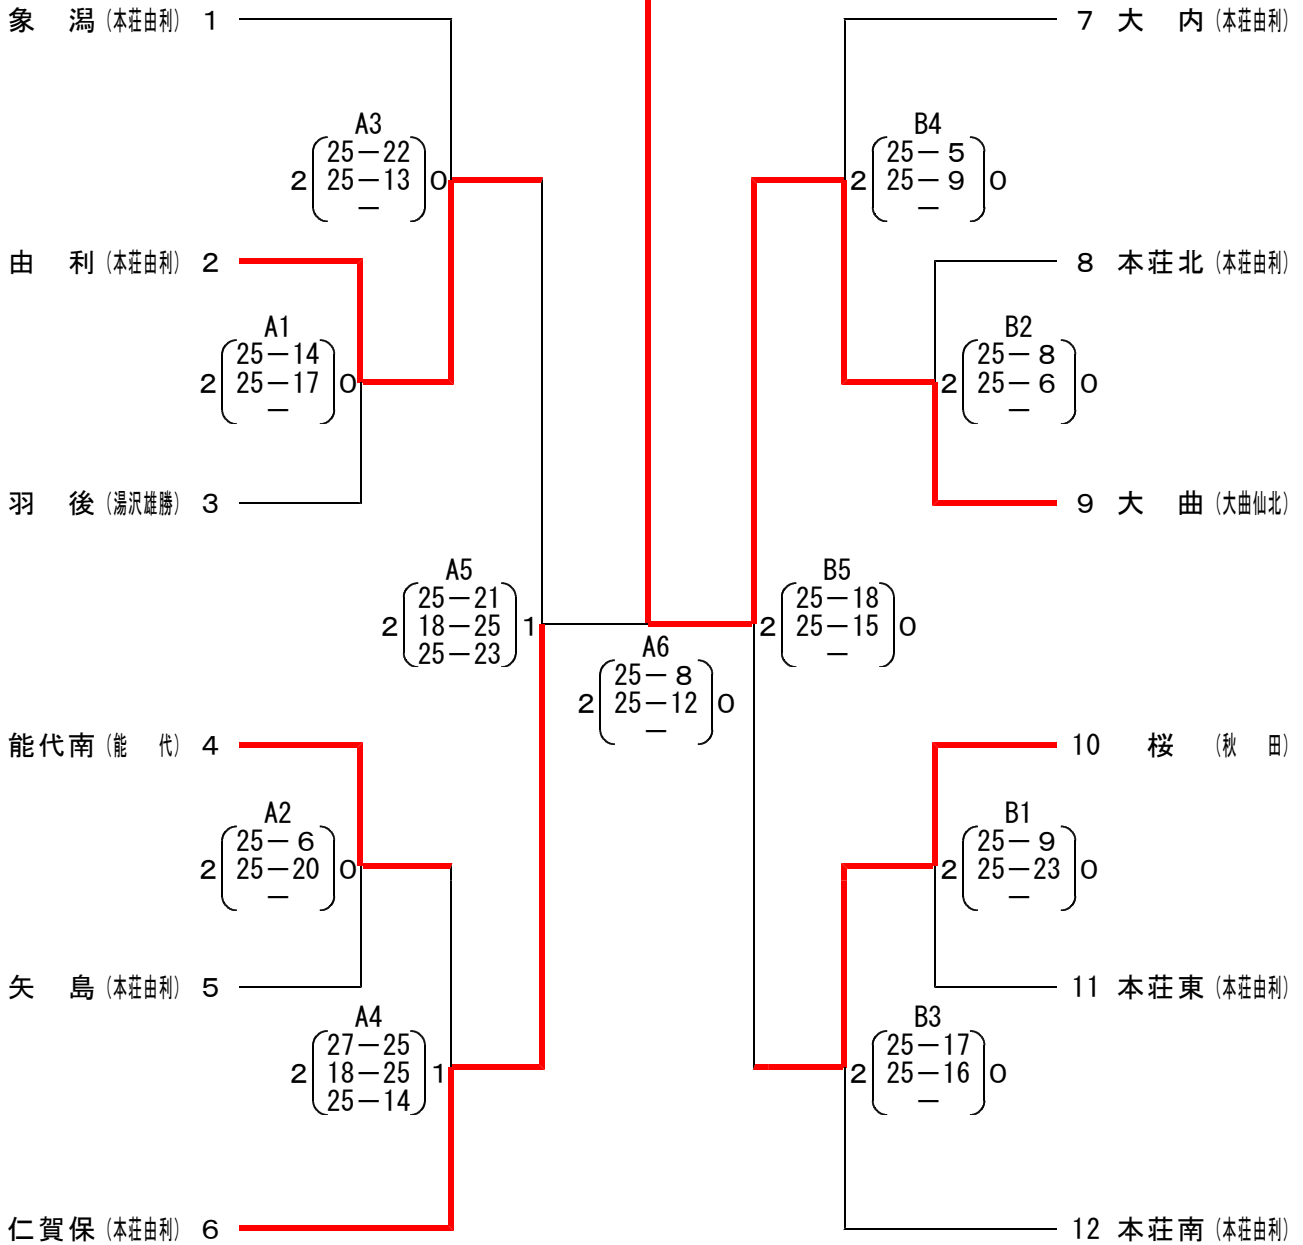 象　潟（本荘由利） 1
7 大　内（本荘由利）
A3
2 25－22 0
25－13
－
B4
2 25－5 0
25－9
－
由　利（本荘由利） 2
8 本荘北（本荘由利）
A1
2 25－14 0
25－17
－
B2
2 25－8 0
25－6
－
羽　後（湯沢雄勝） 3
9 大　曲（大曲仙北）
A5
25－21
2 18－25 1
25－23
B5
2 25－18 0
25－15
－
A6
2 25－8 0
25－12
－
能代南（能　代） 4
10 桜（秋　田）
A2
2 25－6 0
25－20
－
B1
2 25－9 0
25－23
－
矢　島（本荘由利） 5
11 本荘東（本荘由利）
A4
27－25
2 18－25 1
25－14
B3
2 25－17 0
25－16
－
仁賀保（本荘由利） 6
12 本荘南（本荘由利）